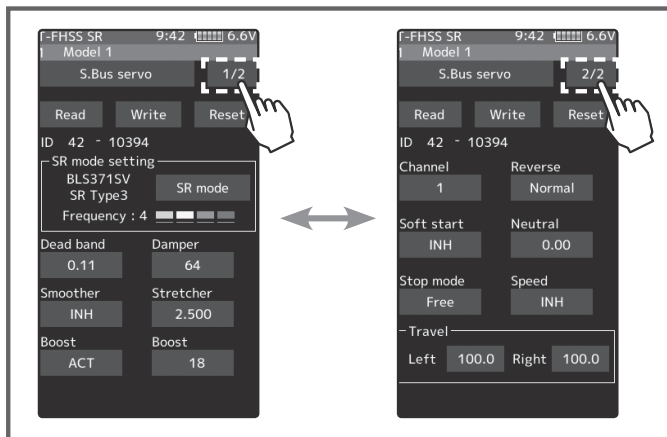 T-FHSS SR 9:42 6.6V
1 Model 1
S.Bus servo 1/2
Read Write Reset
ID 42 - 10394
SR mode setting
BLS371SV
SR Type3
SR mode
Frequency : 4
Dead band Damper
0.11 64
Smoother Stretcher
INH 2.500
Boost Boost
ACT 18
T-FHSS SR 9:42 6.6V
1 Model 1
S.Bus servo 2/2
Read Write Reset
ID 42 - 10394
Channel Reverse
1 Normal
Soft start Neutral
INH 0.00
Stop mode Speed
Free INH
Travel
Left 100.0 Right 100.0